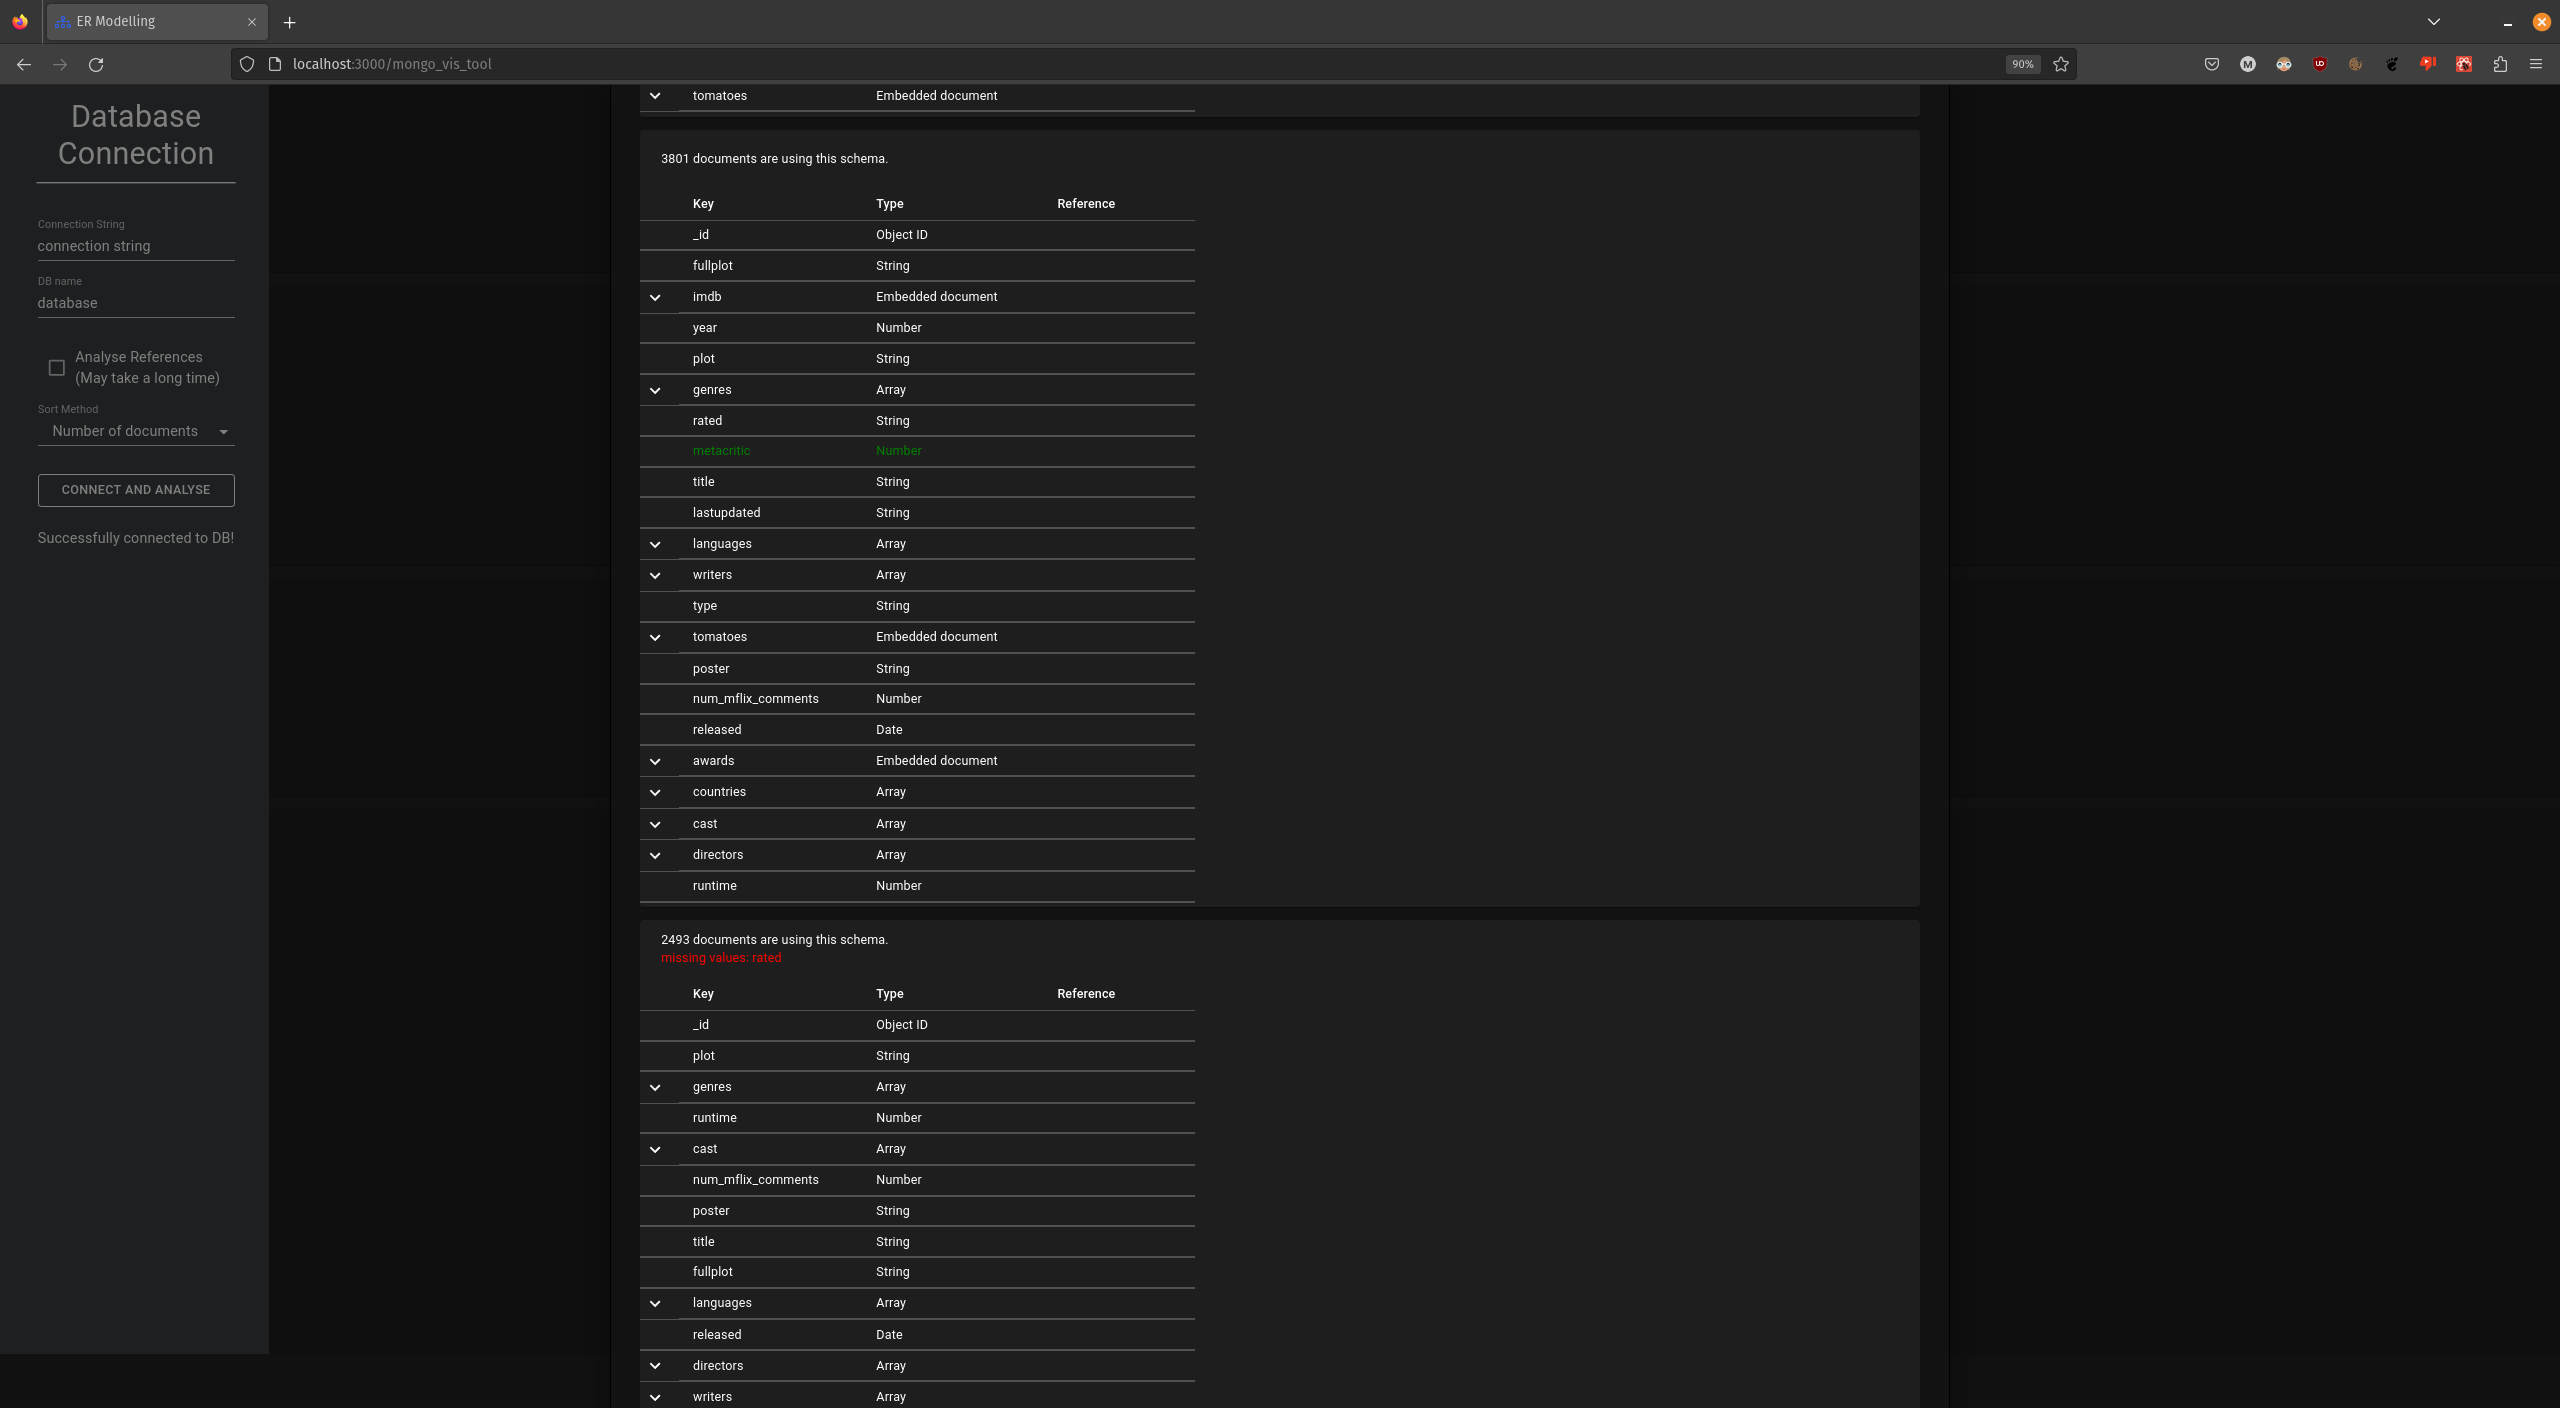 ER Modelling
localhost:3000/mongo_vis_tool
90%
Database
Connection
Connection String
connection string
DB name
database
Analyse References
(May take a long time)
Sort Method
Number of documents
CONNECT AND ANALYSE
Successfully connected to DB!
tomatoes Embedded document
3801 documents are using this schema.
Key Type Reference
_id Object ID
fullplot String
imdb Embedded document
year Number
plot String
genres Array
rated String
metacritic Number
title String
lastupdated String
languages Array
writers Array
type String
tomatoes Embedded document
poster String
num_mflix_comments Number
released Date
awards Embedded document
countries Array
cast Array
directors Array
runtime Number
2493 documents are using this schema.
missing values: rated
Key Type Reference
_id Object ID
plot String
genres Array
runtime Number
cast Array
num_mflix_comments Number
poster String
title String
fullplot String
languages Array
released Date
directors Array
writers Array